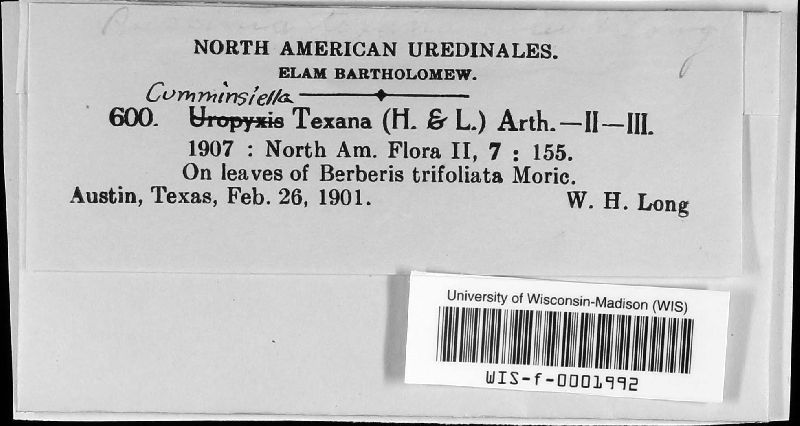 NORTH AMERICAN UREDINALES.
ELAM BARTHOLOMEW.
Cumminsiella
600. Uropyxis Texana (H. & L.) Arth.—II—III.
1907 : North Am. Flora II, 7 : 155.
On leaves of Berberis trifoliata Moric.
Austin, Texas, Feb. 26, 1901. W. H. Long
University of Wisconsin-Madison (WIS)
WIS-f-0001992